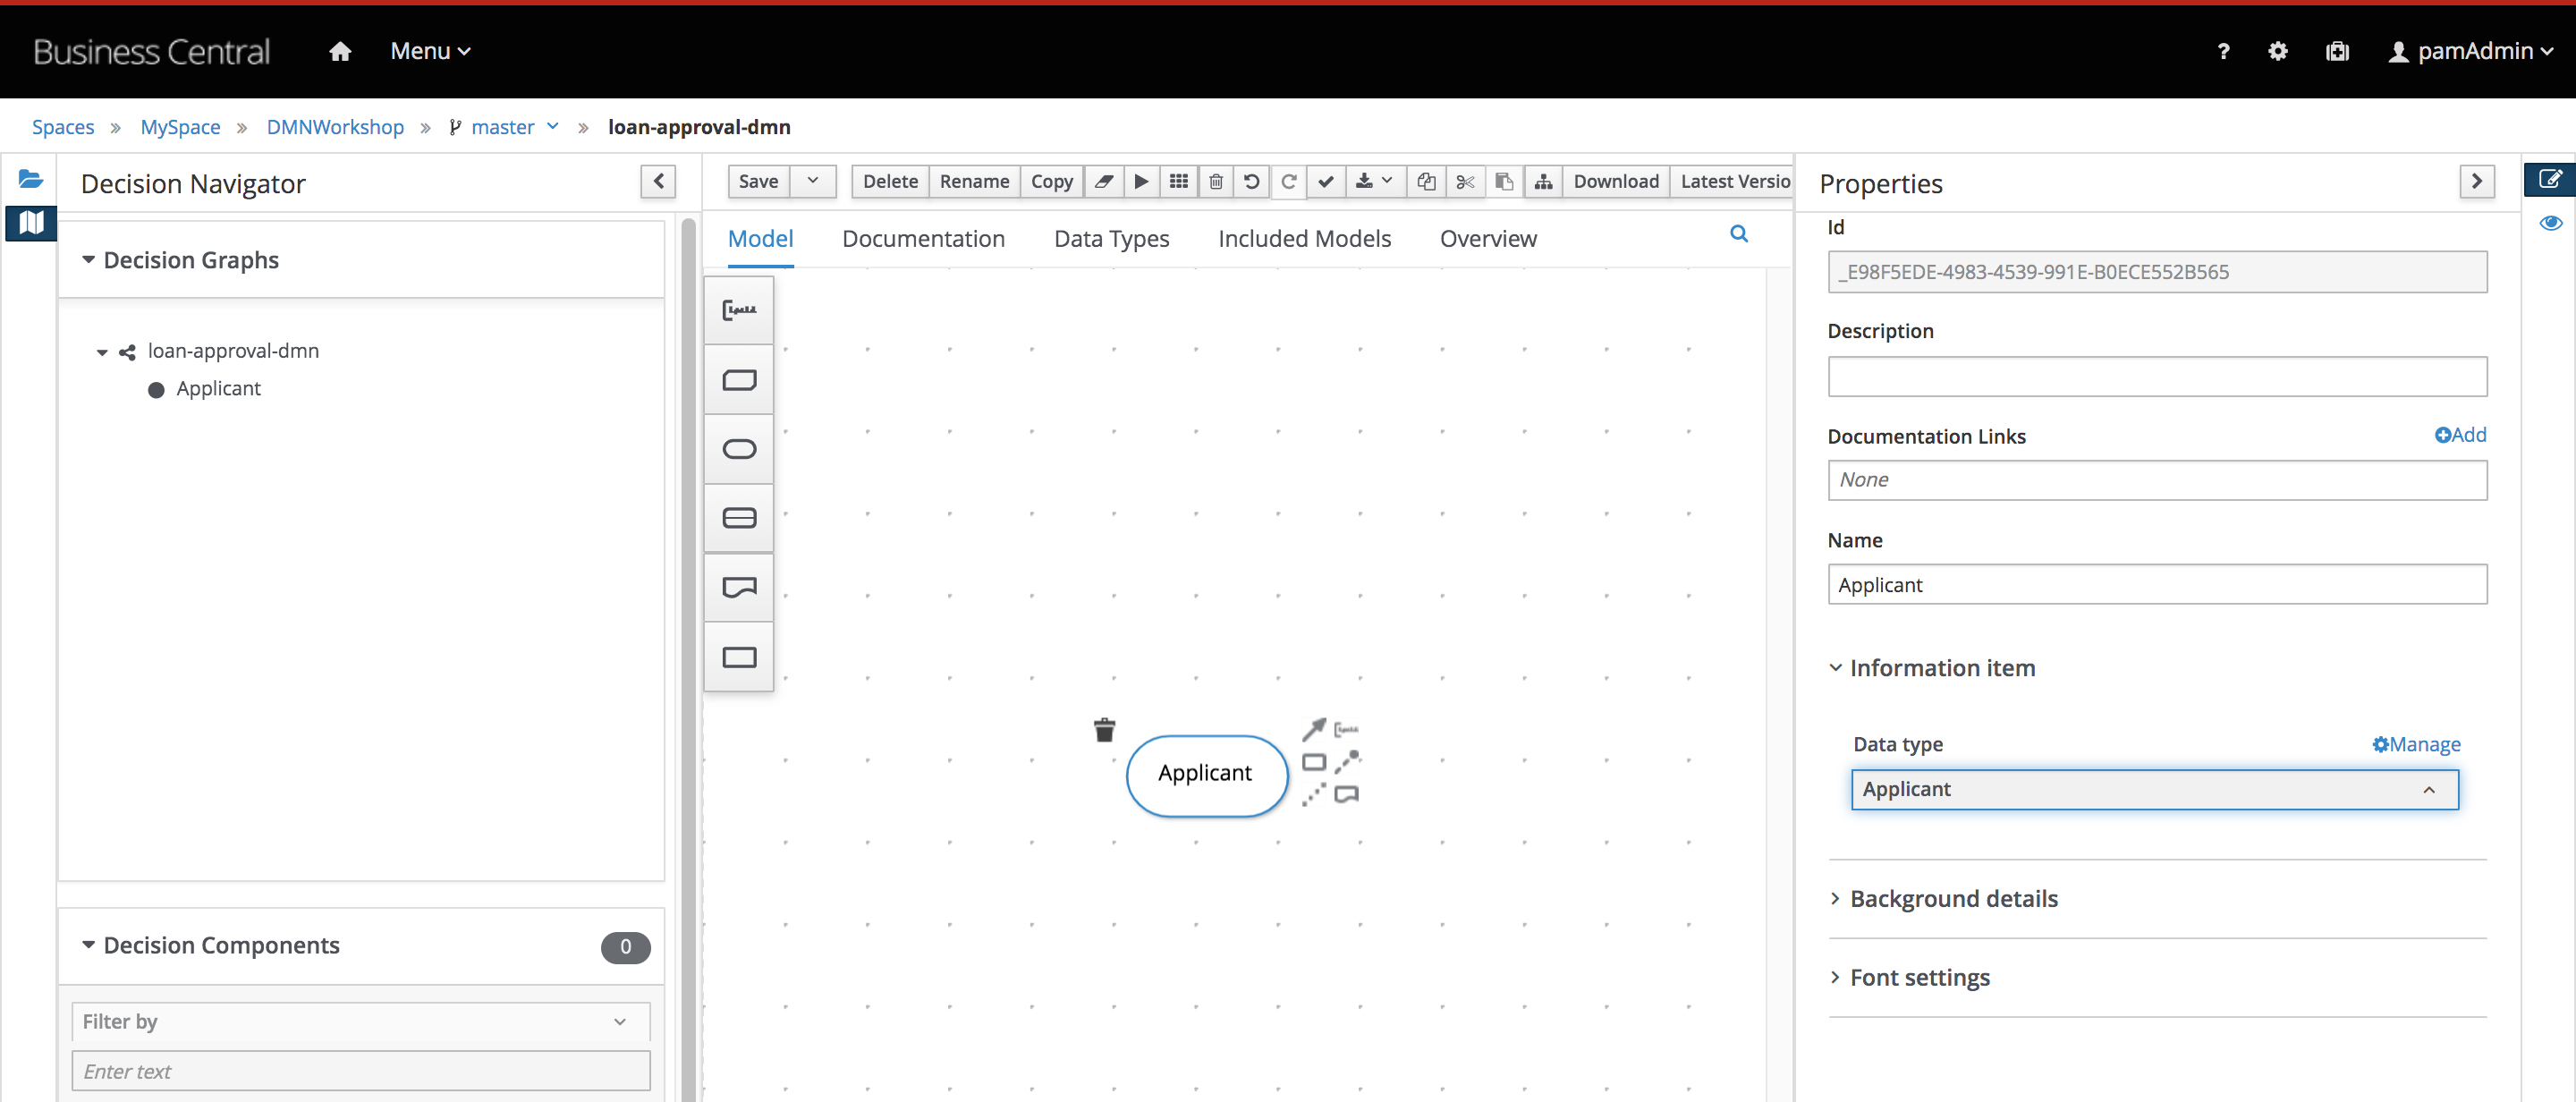 Business Central
Menu
?
pamAdmin
Spaces » MySpace » DMNWorkshop » master » loan-approval-dmn
Decision Navigator
Decision Graphs
loan-approval-dmn
Applicant
Decision Components
0
Filter by
Enter text
Save
Delete
Rename
Copy
Download
Latest Versio
Model
Documentation
Data Types
Included Models
Overview
Applicant
Properties
Id
_E98F5EDE-4983-4539-991E-B0ECE552B565
Description
Documentation Links
Add
None
Name
Applicant
Information item
Data type
Manage
Applicant
Background details
Font settings